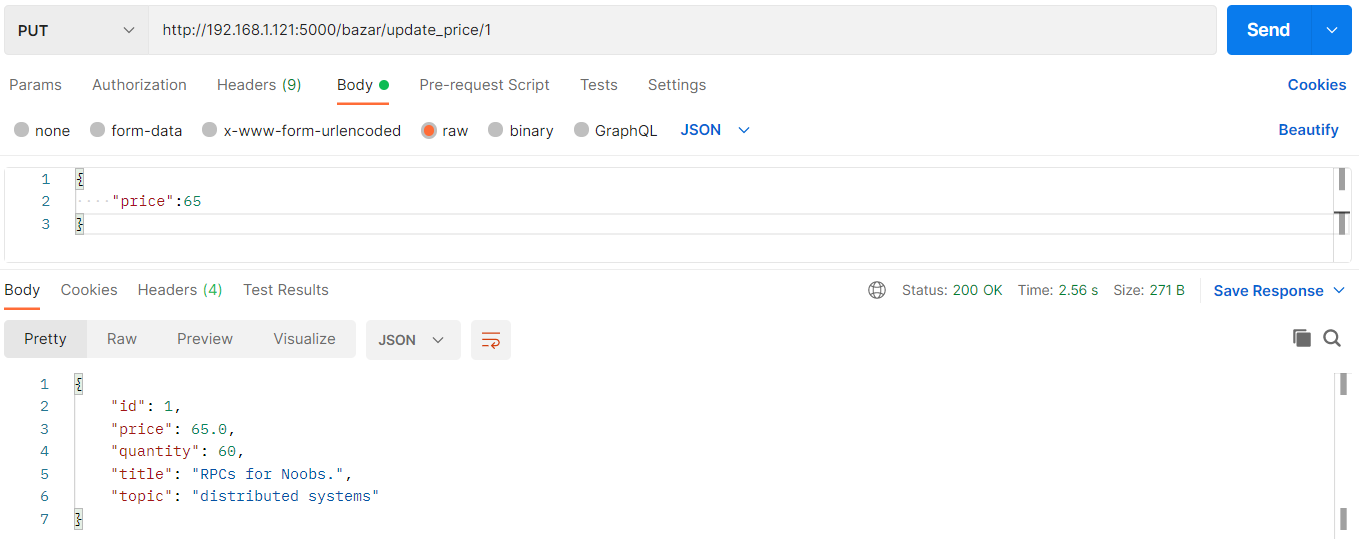 PUT http://192.168.1.121:5000/bazar/update_price/1 Send
Params Authorization Headers (9) Body Pre-request Script Tests Settings Cookies
none form-data x-www-form-urlencoded raw binary GraphQL JSON Beautify
1 {
2 ····"price":65
3 }
Body Cookies Headers (4) Test Results Status: 200 OK Time: 2.56 s Size: 271 B Save Response
Pretty Raw Preview Visualize JSON
1 {
2 "id": 1,
3 "price": 65.0,
4 "quantity": 60,
5 "title": "RPCs for Noobs.",
6 "topic": "distributed systems"
7 }